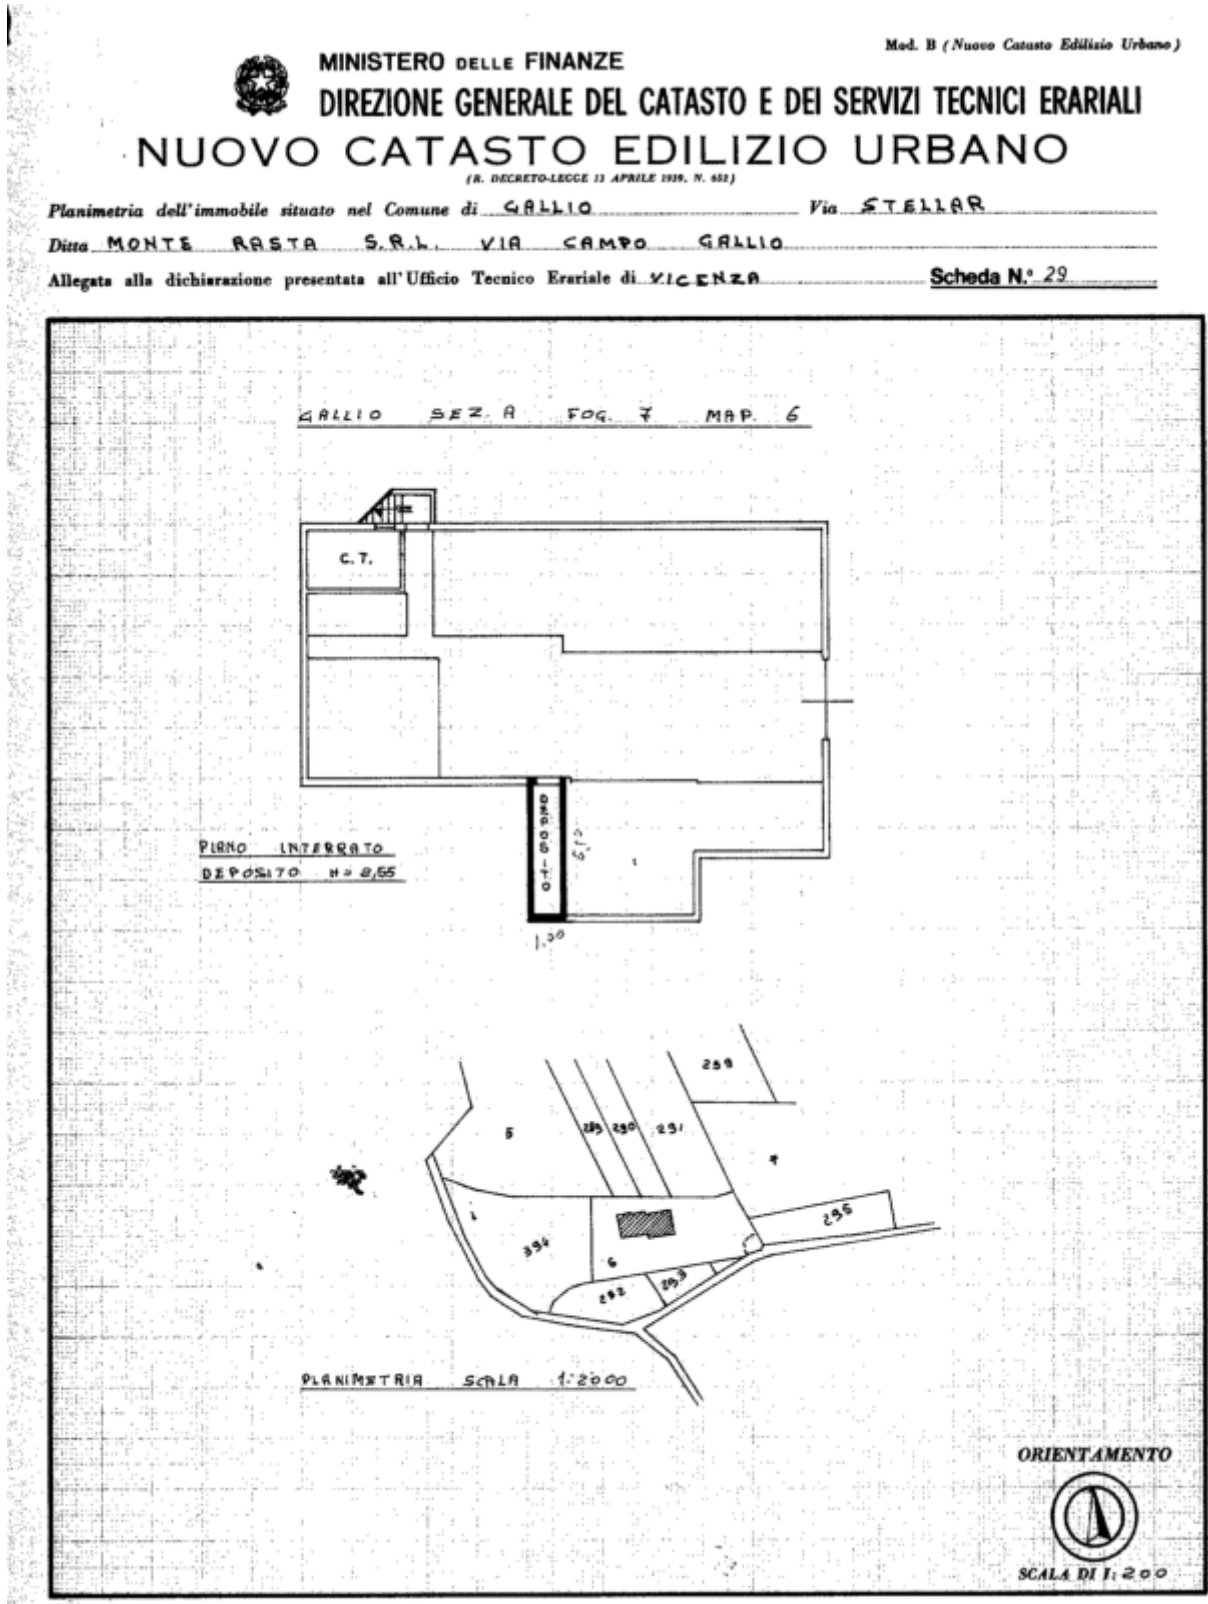 Mod. B (Nuovo Catasto Edilizio Urbano)
MINISTERO DELLE FINANZE
DIREZIONE GENERALE DEL CATASTO E DEI SERVIZI TECNICI ERARIALI
NUOVO CATASTO EDILIZIO URBANO
(R. DECRETO-LEGGE 13 APRILE 1939, N. 652)
Planimetria dell'immobile situato nel Comune di GALLIO Via STELLAR
Ditta MONTE RASTA S.R.L. VIA CAMPO GALLIO
Allegata alla dichiarazione presentata all'Ufficio Tecnico Erariale di VICENZA Scheda N.° 29
GALLIO SEZ. A FOG. 7 MAP. 6
C. T.
DEPOSITO
PIANO INTERRATO
DEPOSITO H = 2,55
1.30
259
5
289
290
291
7
295
394
6
292
293
PLANIMETRIA SCALA 1:2000
ORIENTAMENTO
SCALA DI 1: 200